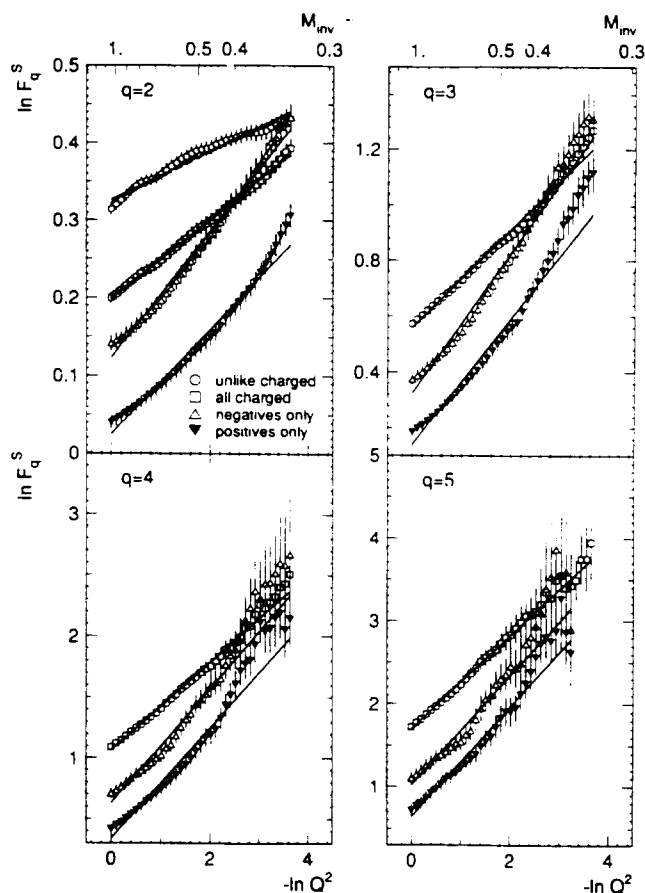 M_inv M_inv
1. 0.5 0.4 0.3 1. 0.5 0.4 0.3
ln F_q^S
0.5
q=2 q=3
0.4
1.2
0.3
0.8
0.2
0.1
0.4
○ unlike charged
□ all charged
△ negatives only
▼ positives only
0 5
ln F_q^S
q=4 q=5
3 4
2 3
2
1 1
0 2 4 0 2 4
-ln Q² -ln Q²